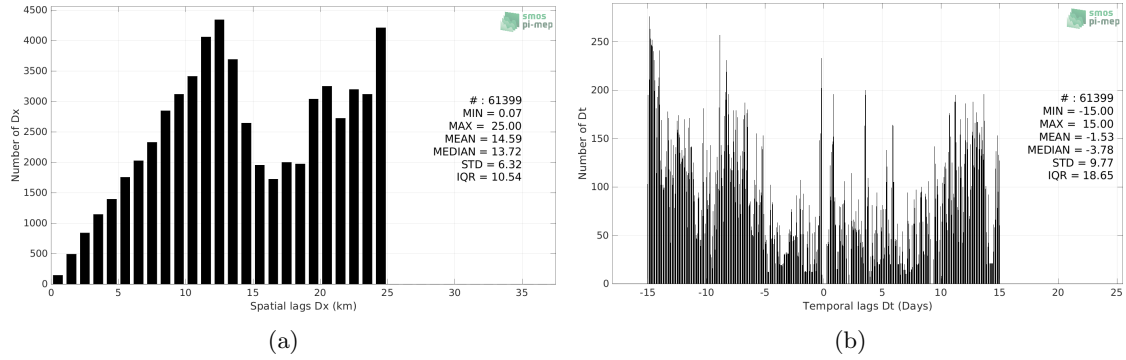 4500
4000
3500
3000
2500
2000
1500
1000
500
0
Number of Dx
0 5 10 15 20 25 30 35
Spatial lags Dx (km)
smos
pi-mep
# : 61399
MIN = 0.07
MAX = 25.00
MEAN = 14.59
MEDIAN = 13.72
STD = 6.32
IQR = 10.54
(a)
250
200
150
100
50
0
Number of Dt
-15 -10 -5 0 5 10 15 20 25
Temporal lags Dt (Days)
smos
pi-mep
# : 61399
MIN = -15.00
MAX = 15.00
MEAN = -1.53
MEDIAN = -3.78
STD = 9.77
IQR = 18.65
(b)